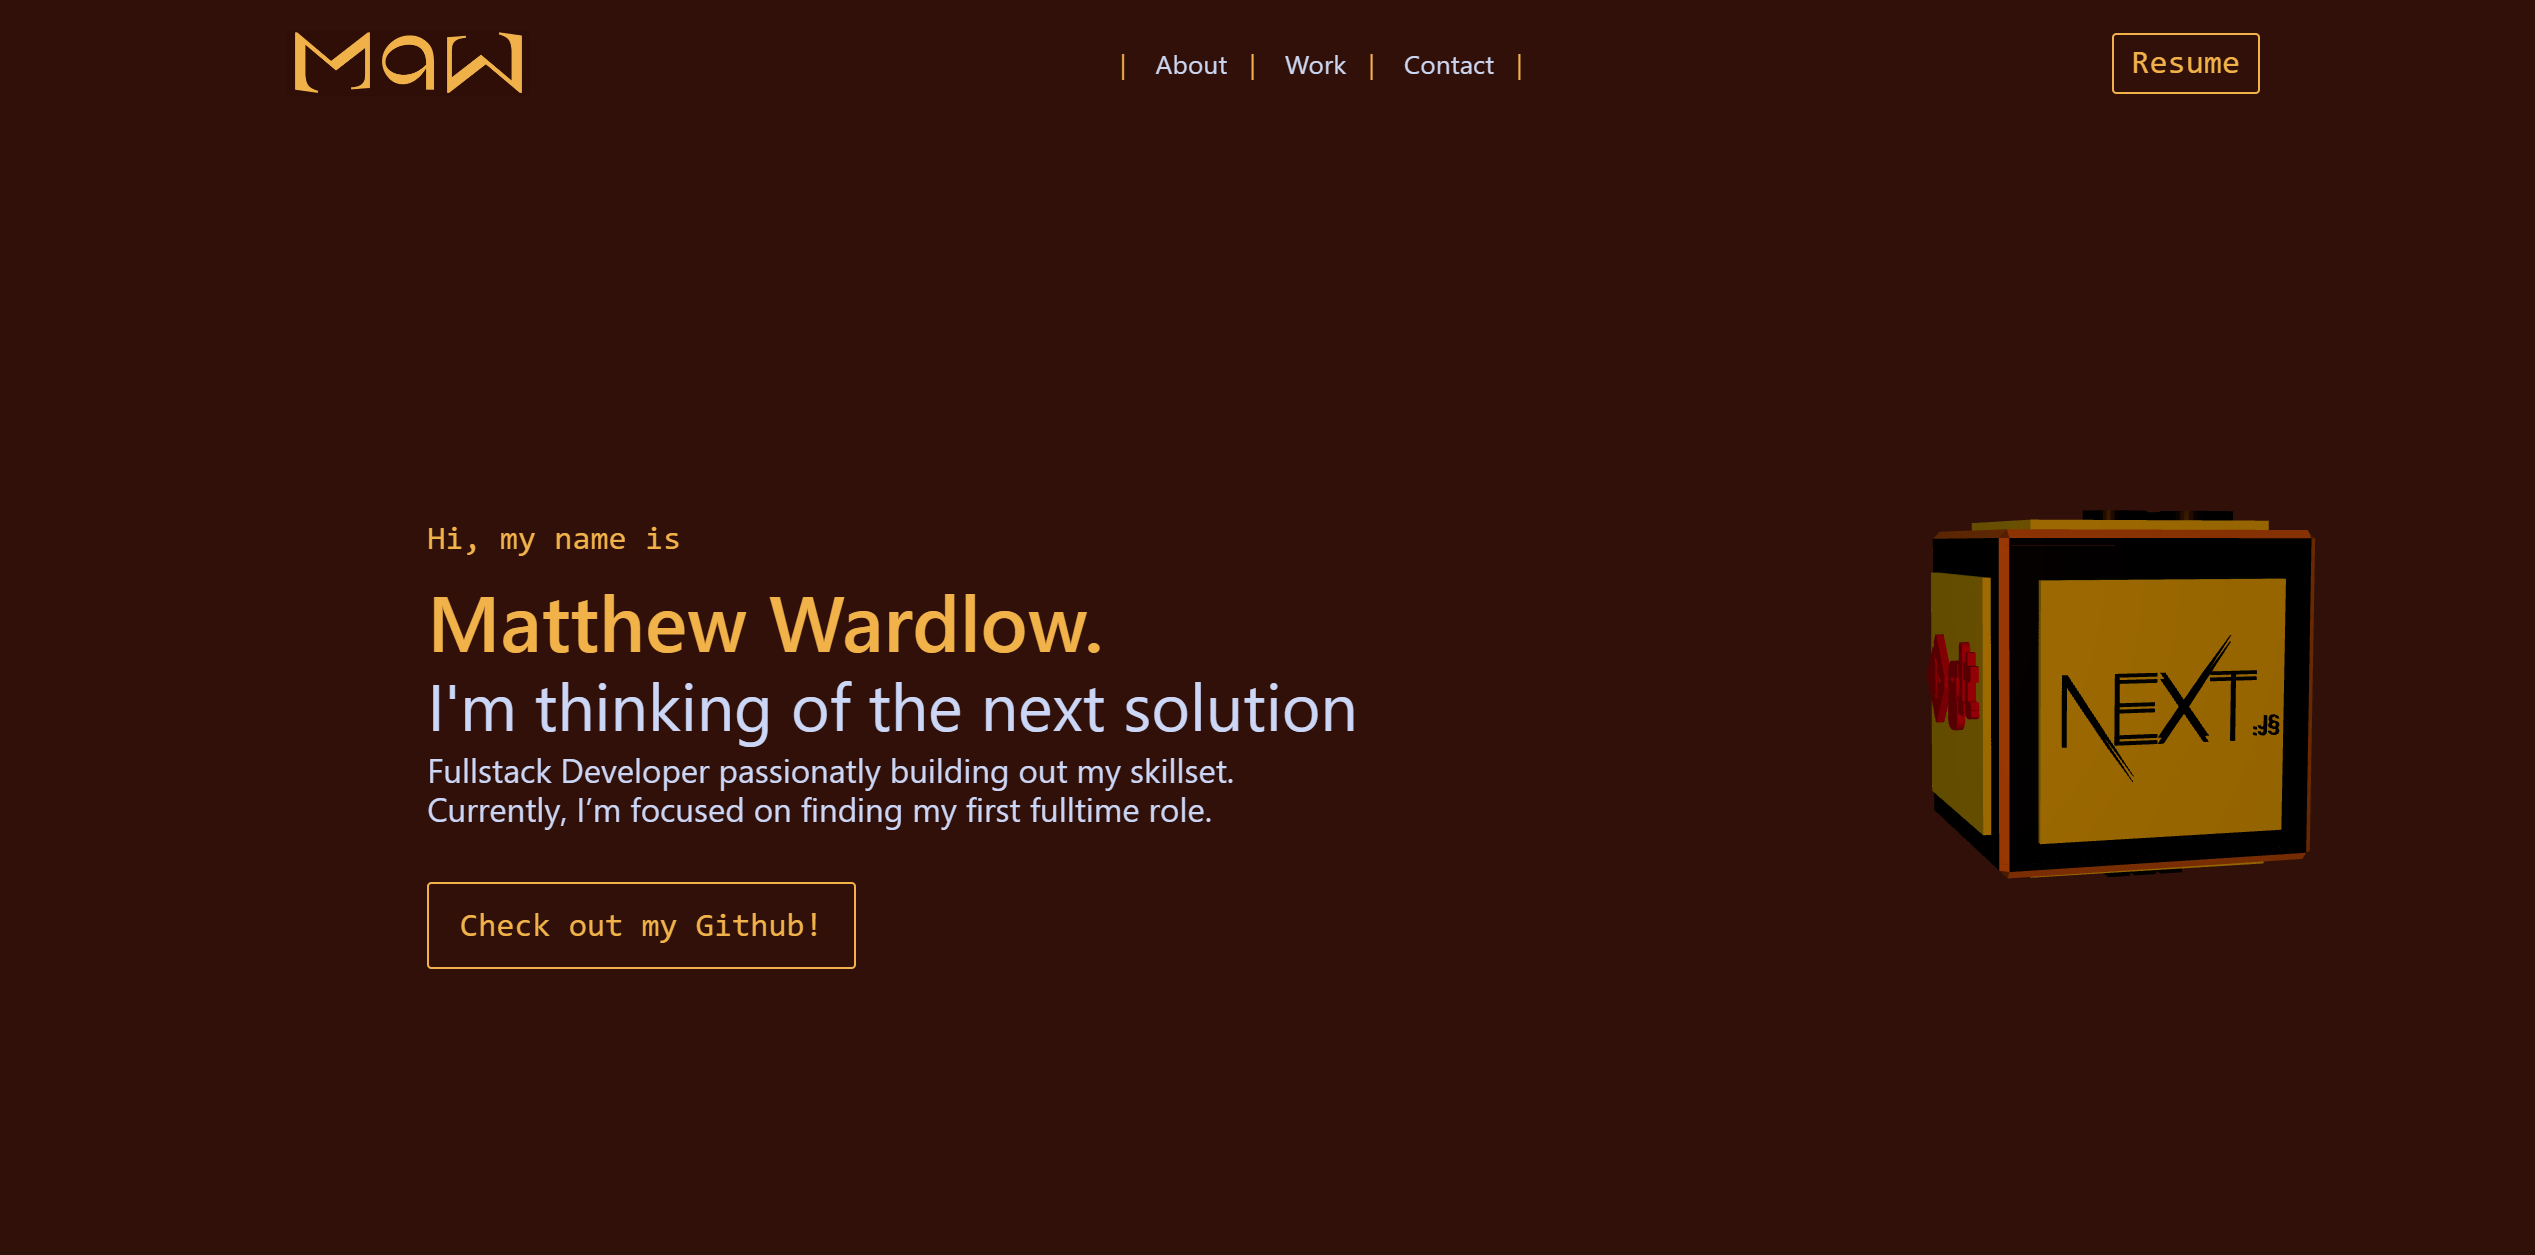 MaW
| About | Work | Contact |
Resume
Hi, my name is
Matthew Wardlow.
I'm thinking of the next solution
Fullstack Developer passionatly building out my skillset.
Currently, I’m focused on finding my first fulltime role.
Check out my Github!
NEXT.JS